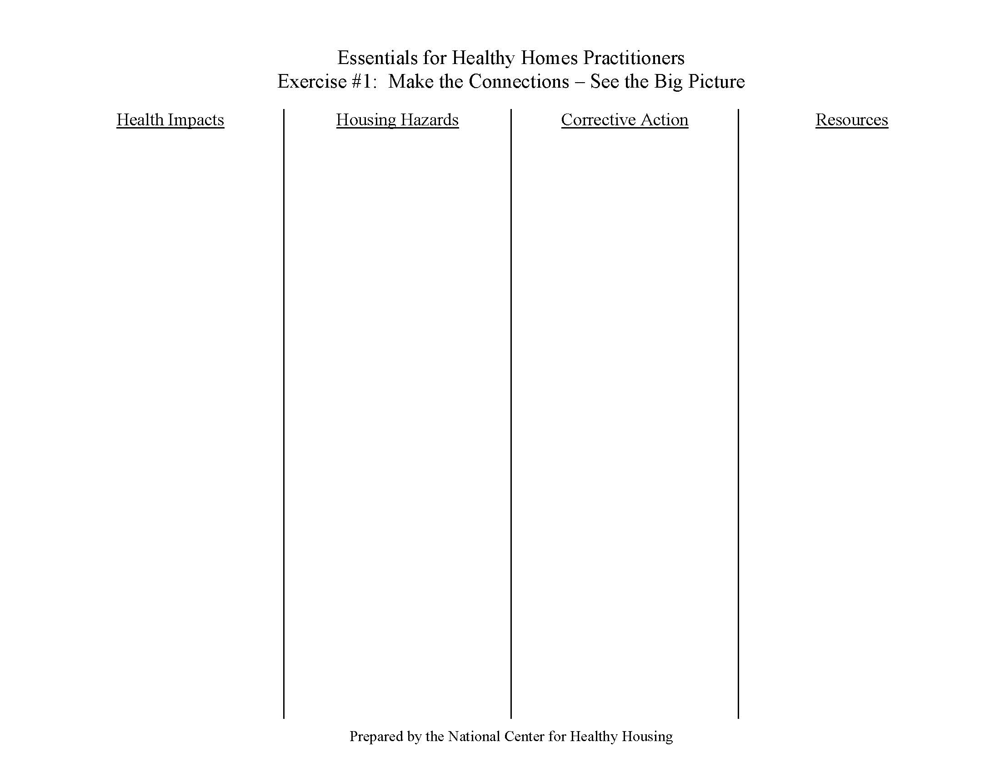 Essentials for Healthy Homes Practitioners
Exercise #1:  Make the Connections – See the Big Picture
Health Impacts
Housing Hazards
Corrective Action
Resources
Prepared by the National Center for Healthy Housing